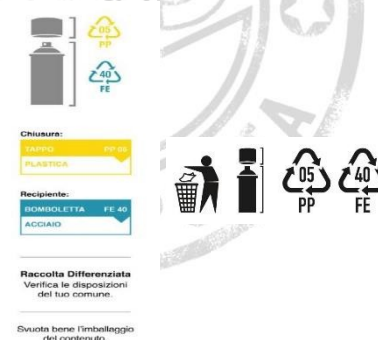 05
PP
40
FE
Chiusura:
TAPPO PP 05
PLASTICA
Recipiente:
BOMBOLETTA FE 40
ACCIAIO
Raccolta Differenziata
Verifica le disposizioni
del tuo comune.
Svuota bene l'imballaggio
del contenuto
05
PP
40
FE